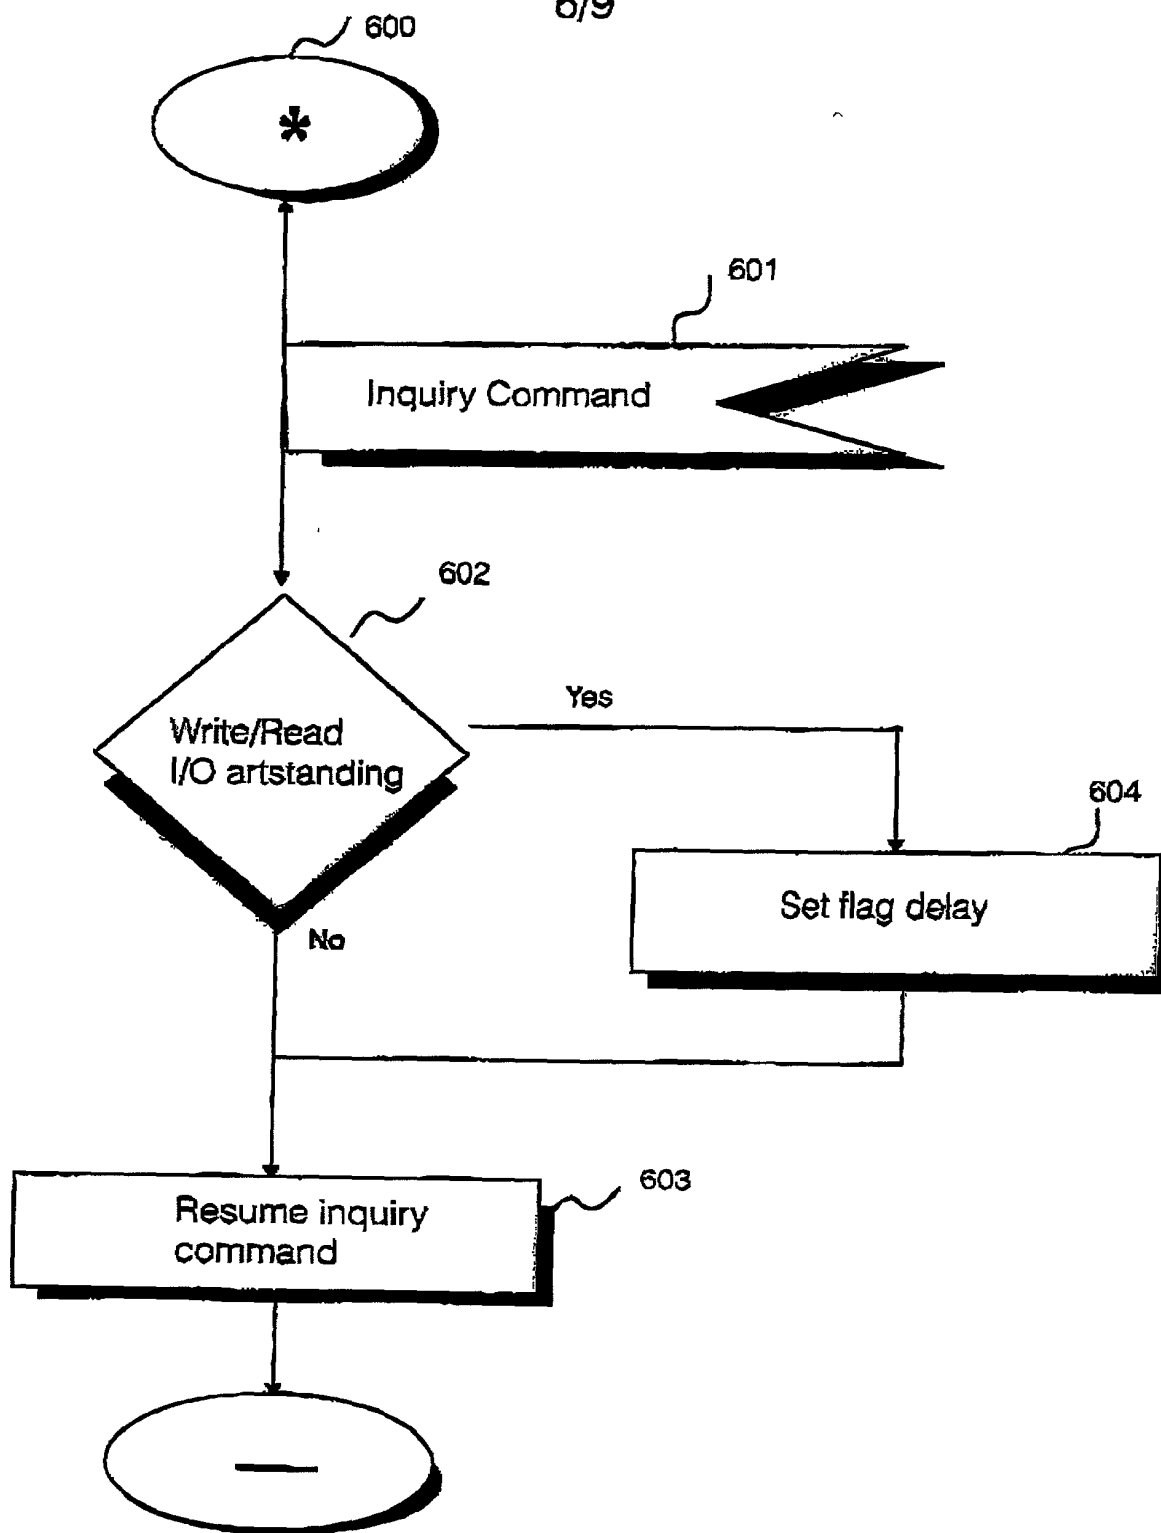 6/9
600
*
601
Inquiry Command
602
Yes
Write/Read
I/O artstanding
604
Set flag delay
No
603
Resume inquiry
command
—